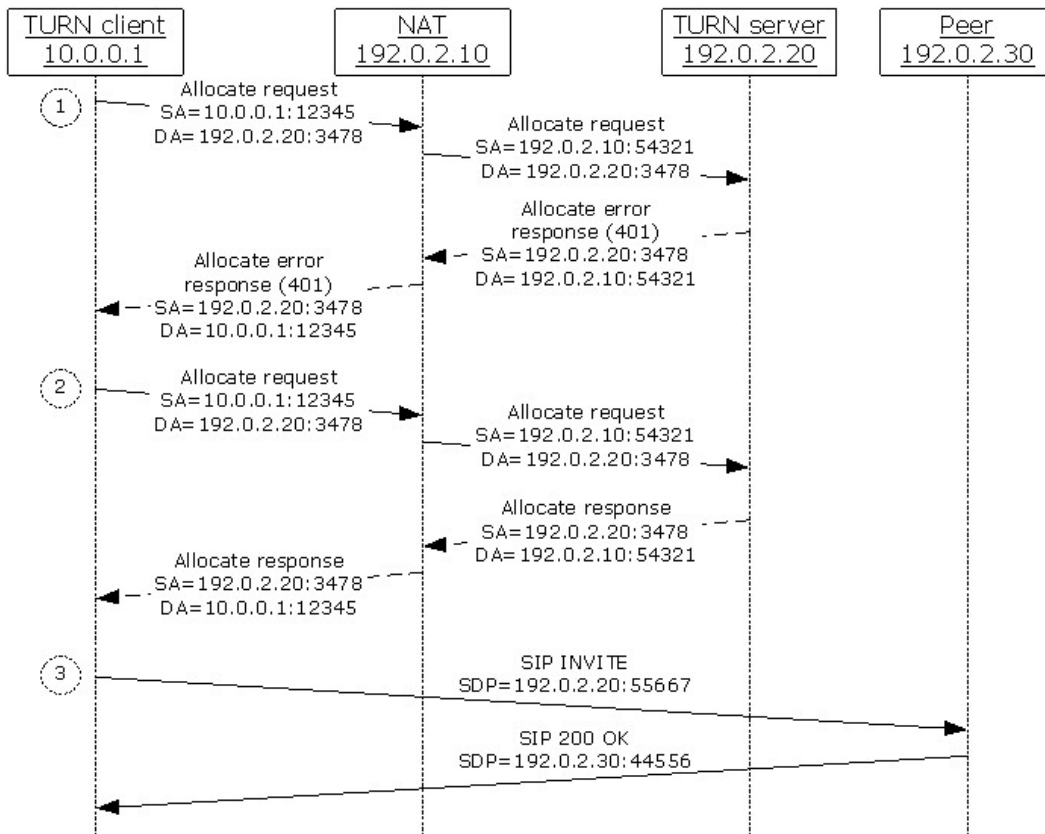 TURN client
10.0.0.1
NAT
192.0.2.10
TURN server
192.0.2.20
Peer
192.0.2.30
1
Allocate request
SA=10.0.0.1:12345
DA=192.0.2.20:3478
Allocate request
SA=192.0.2.10:54321
DA=192.0.2.20:3478
Allocate error
response (401)
SA=192.0.2.20:3478
DA=192.0.2.10:54321
Allocate error
response (401)
SA=192.0.2.20:3478
DA=10.0.0.1:12345
2
Allocate request
SA=10.0.0.1:12345
DA=192.0.2.20:3478
Allocate request
SA=192.0.2.10:54321
DA=192.0.2.20:3478
Allocate response
SA=192.0.2.20:3478
DA=192.0.2.10:54321
Allocate response
SA=192.0.2.20:3478
DA=10.0.0.1:12345
3
SIP INVITE
SDP=192.0.2.20:55667
SIP 200 OK
SDP=192.0.2.30:44556